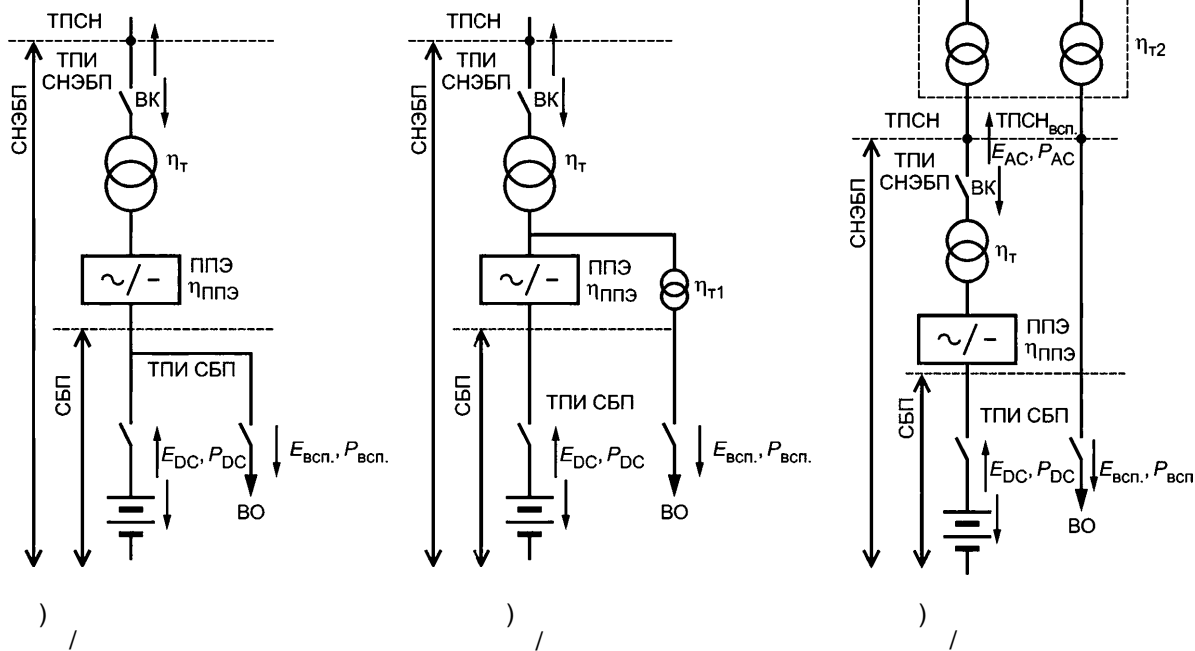 ТПСН
ТПИ
СНЭБП
ВК
СНЭБП
ηТ
~/-
ППЭ
ηППЭ
ТПИ СБП
СБП
EDC, PDC
Eвсп., Pвсп.
ВО
)
/
ТПСН
ТПИ
СНЭБП
ВК
СНЭБП
ηТ
~/-
ППЭ
ηППЭ
ηТ1
ТПИ СБП
СБП
EDC, PDC
Eвсп., Pвсп.
ВО
)
/
ηТ2
ТПСН
ТПСНвсп.
EAC, PAC
ТПИ
СНЭБП
ВК
СНЭБП
ηТ
~/-
ППЭ
ηППЭ
ТПИ СБП
СБП
EDC, PDC
Eвсп., Pвсп
ВО
)
/